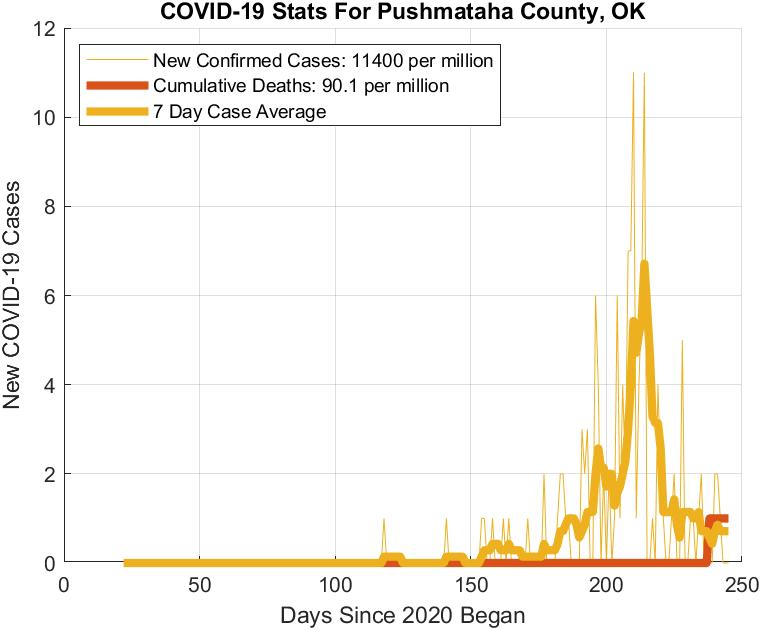 COVID-19 Stats For Pushmataha County, OK
New Confirmed Cases: 11400 per million
Cumulative Deaths: 90.1 per million
7 Day Case Average
New COVID-19 Cases
12
10
8
6
4
2
0
0 50 100 150 200 250
Days Since 2020 Began